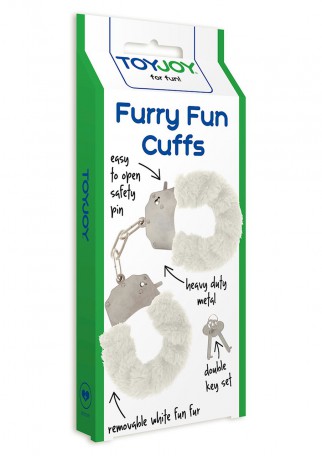 TOYJOY
for fun!
Furry Fun
Cuffs
easy
to open
safety
pin
heavy duty
metal
double
key set
removable white fun fur
TOYJOY